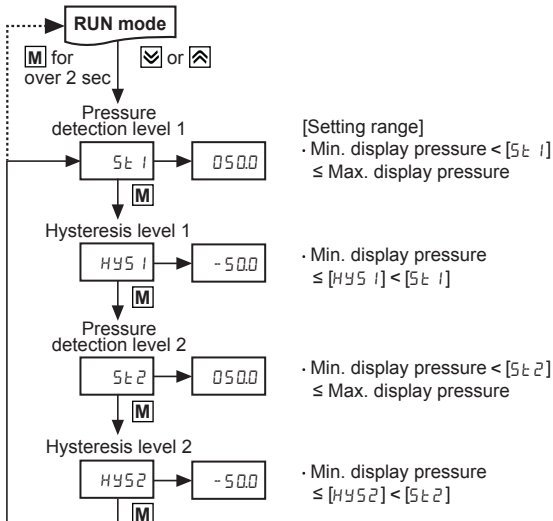 RUN mode
M for
over 2 sec
or
Pressure
detection level 1
St 1
050.0
[Setting range]
· Min. display pressure < [St 1]
≤ Max. display pressure
M
Hysteresis level 1
HYS 1
-50.0
· Min. display pressure
≤ [HYS 1] < [St 1]
M
Pressure
detection level 2
St2
050.0
· Min. display pressure < [St2]
≤ Max. display pressure
M
Hysteresis level 2
HYS2
-50.0
· Min. display pressure
≤ [HYS2] < [St2]
M